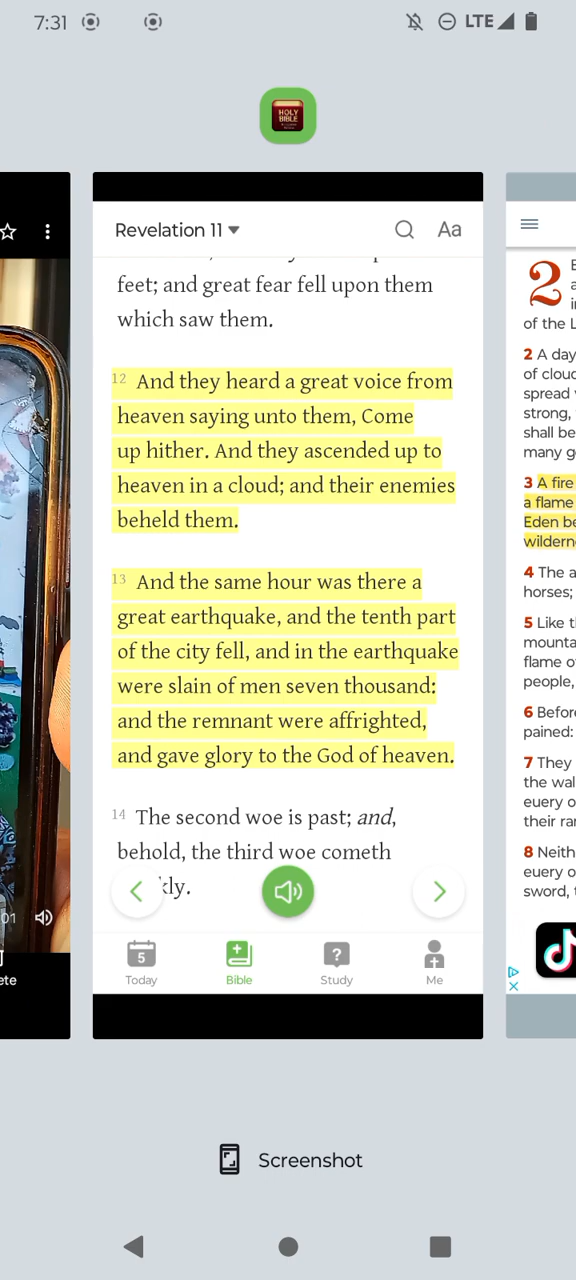 7:31
LTE
HOLY
BIBLE
Revelation 11
Aa
feet; and great fear fell upon them
which saw them.
12 And they heard a great voice from
heaven saying unto them, Come
up hither. And they ascended up to
heaven in a cloud; and their enemies
beheld them.
13 And the same hour was there a
great earthquake, and the tenth part
of the city fell, and in the earthquake
were slain of men seven thousand:
and the remnant were affrighted,
and gave glory to the God of heaven.
14 The second woe is past; and,
behold, the third woe cometh
kly.
5
Today
Bible
?
Study
Me
01
ete
2
of the L
2 A day
of cloud
spread
strong,
shall be
many g
3 A fire
a flame
Eden be
wildern
4 The a
horses;
5 Like t
mounta
flame o
people,
6 Befor
pained:
7 They
the wal
euery o
their ra
8 Neith
euery o
sword, t
Screenshot